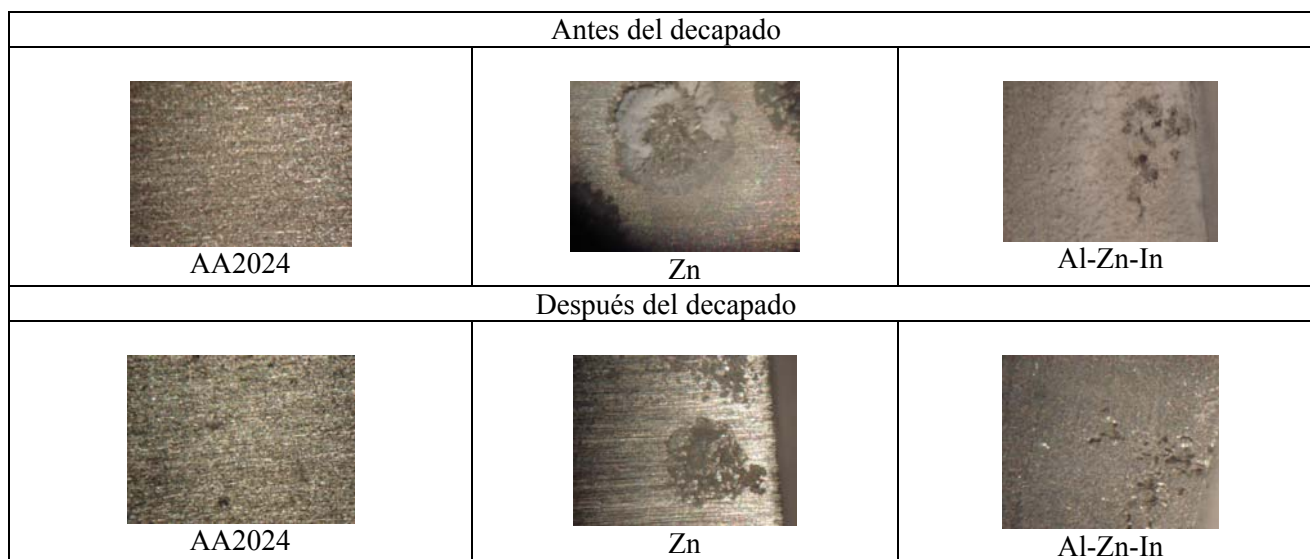 Antes del decapado
AA2024
Zn
Al-Zn-In
Después del decapado
AA2024
Zn
Al-Zn-In